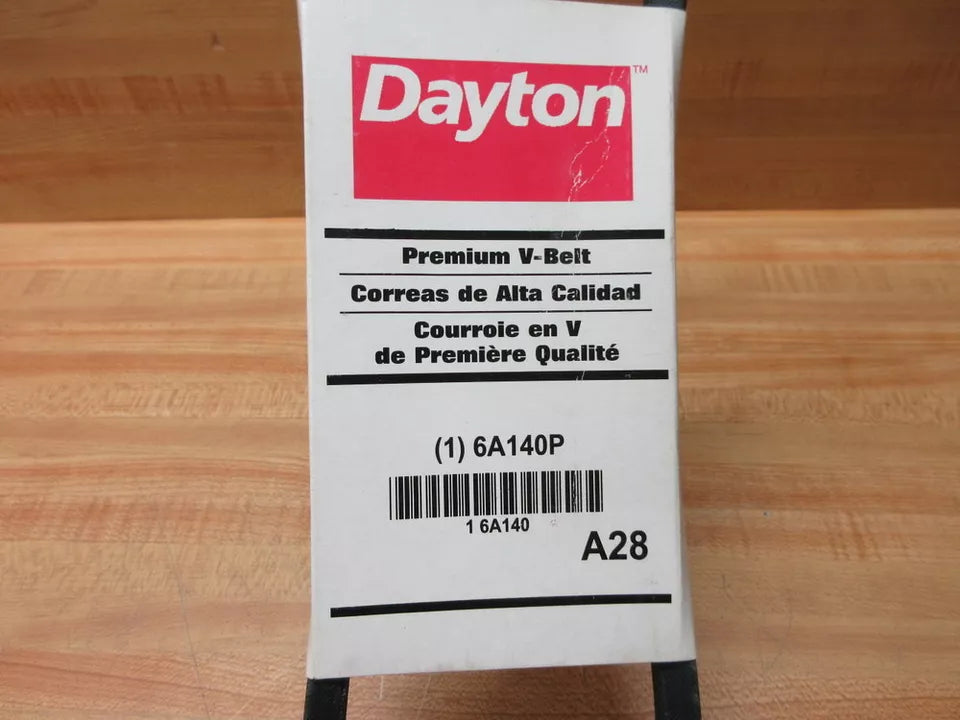 Dayton™
Premium V-Belt
Correas de Alta Calidad
Courroie en V
de Première Qualité
(1) 6A140P
1 6A140
A28